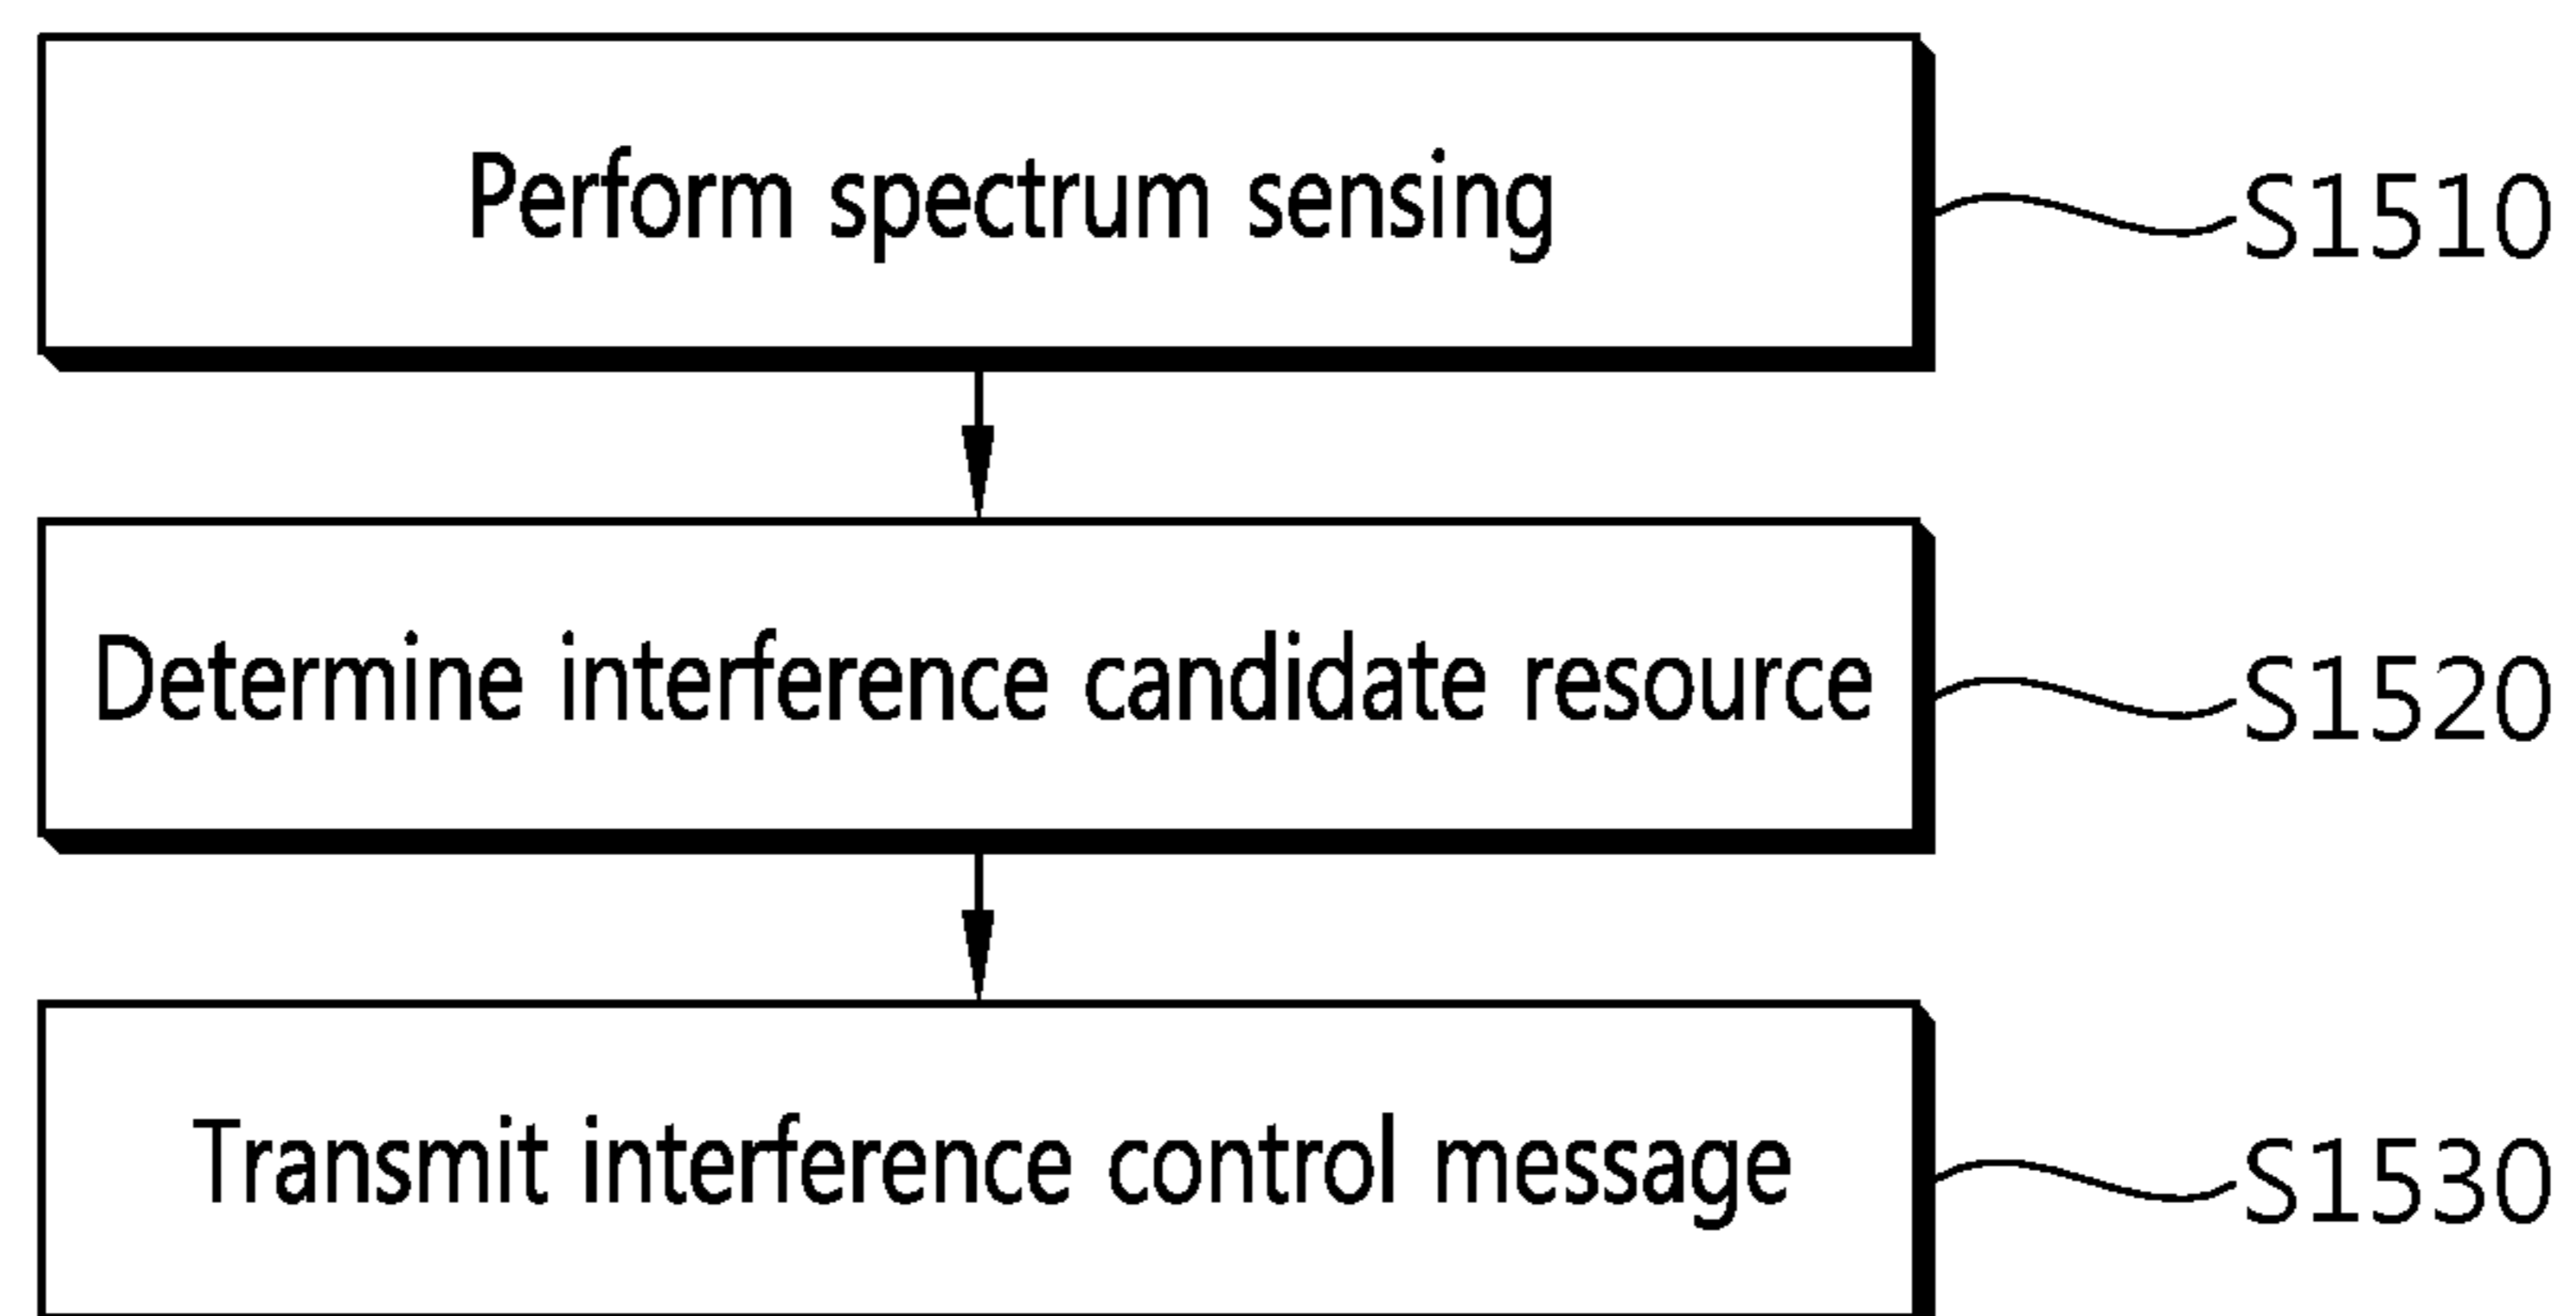 Perform spectrum sensing
S1510
Determine interference candidate resource
S1520
Transmit interference control message
S1530